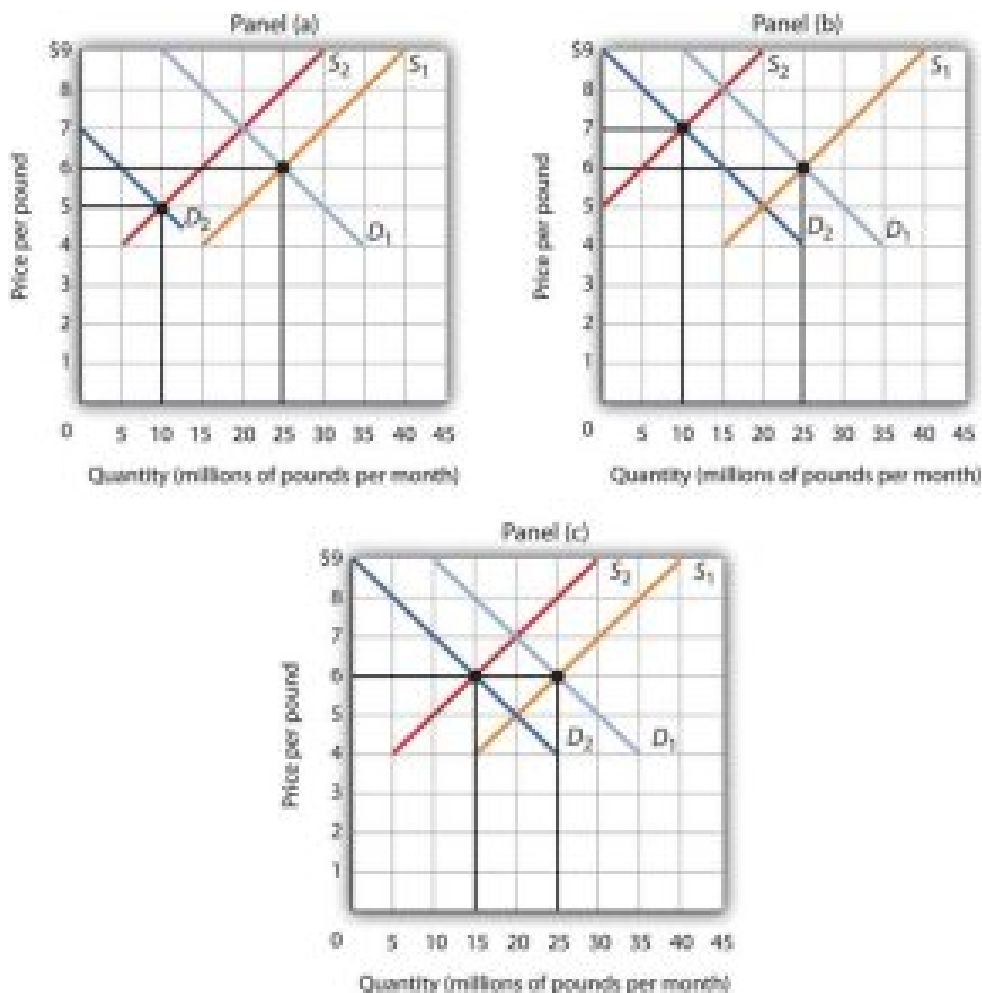 Panel (a)
$9
8
7
6
5
4
3
2
1
0
5 10 15 20 25 30 35 40 45
Price per pound
Quantity (millions of pounds per month)
S2
S1
D2
D1
Panel (b)
$9
8
7
6
5
4
3
2
1
0
5 10 15 20 25 30 35 40 45
Price per pound
Quantity (millions of pounds per month)
S2
S1
D2
D1
Panel (c)
$9
8
7
6
5
4
3
2
1
0
5 10 15 20 25 30 35 40 45
Price per pound
Quantity (millions of pounds per month)
S2
S1
D2
D1